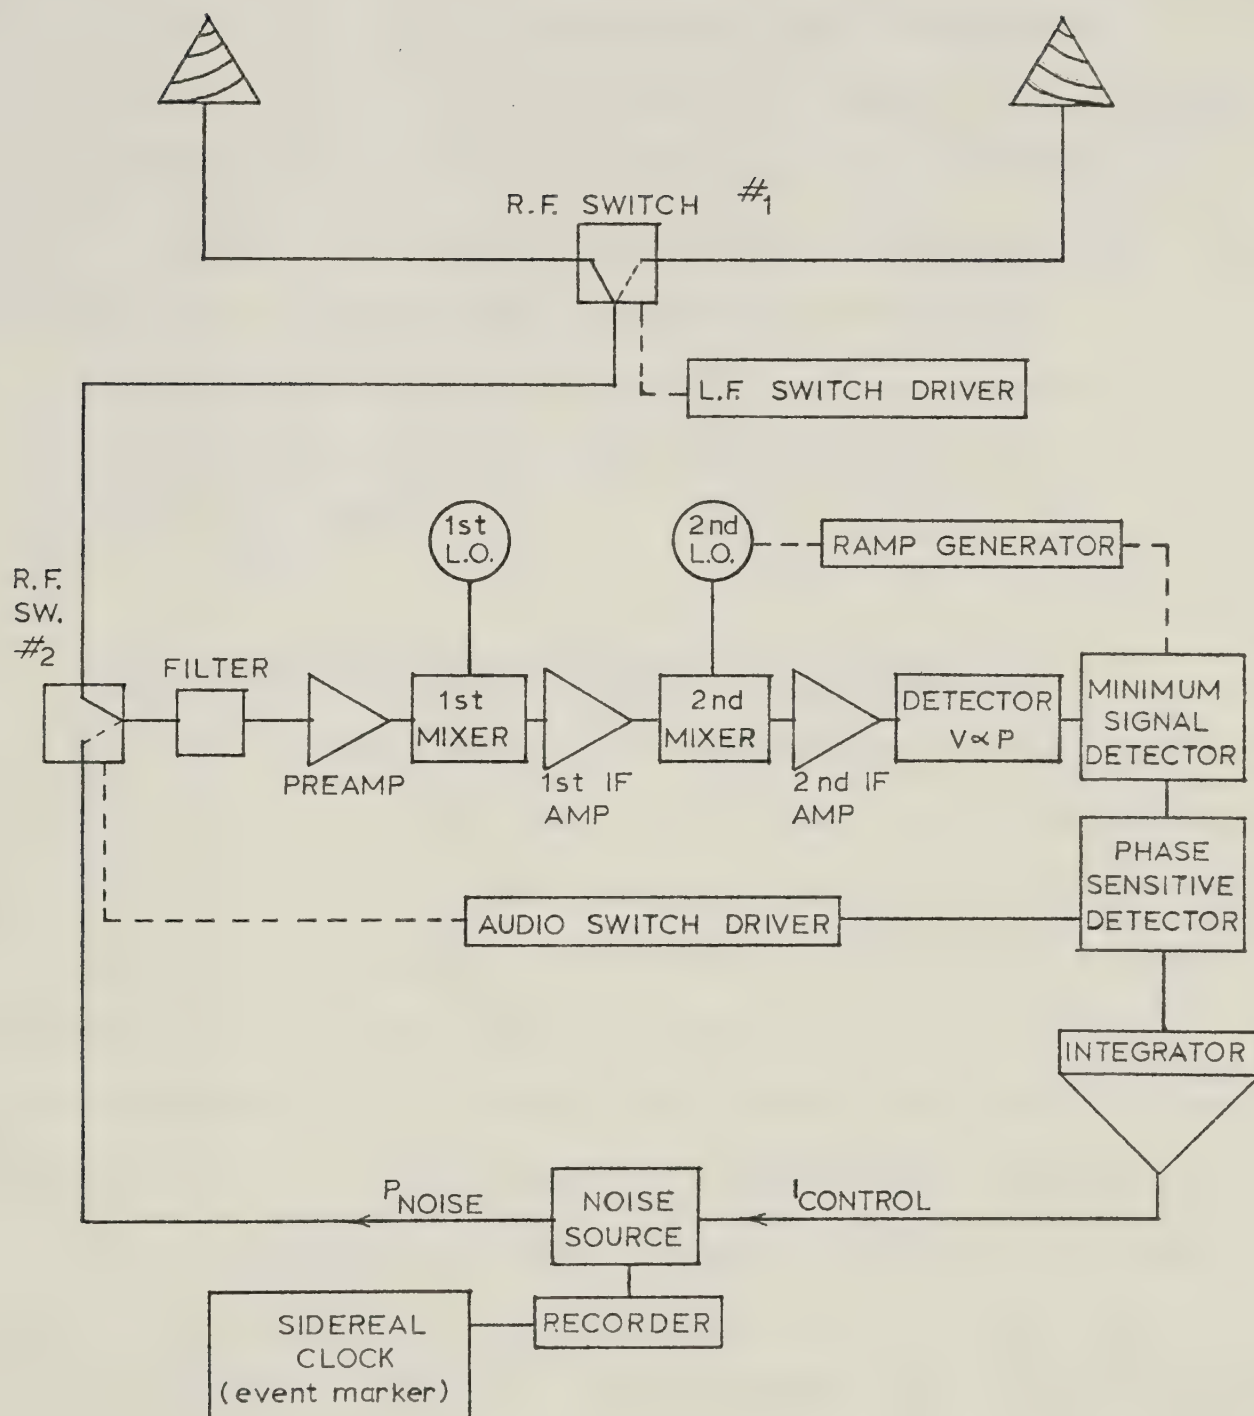 R.F. SWITCH #1
L.F. SWITCH DRIVER
1st
L.O.
2nd
L.O.
RAMP GENERATOR
R.F.
SW.
#2
FILTER
PREAMP
1st
MIXER
1st IF
AMP
2nd
MIXER
2nd IF
AMP
DETECTOR
V∝P
MINIMUM
SIGNAL
DETECTOR
PHASE
SENSITIVE
DETECTOR
AUDIO SWITCH DRIVER
INTEGRATOR
PNOISE
NOISE
SOURCE
ICONTROL
RECORDER
SIDEREAL
CLOCK
(event marker)